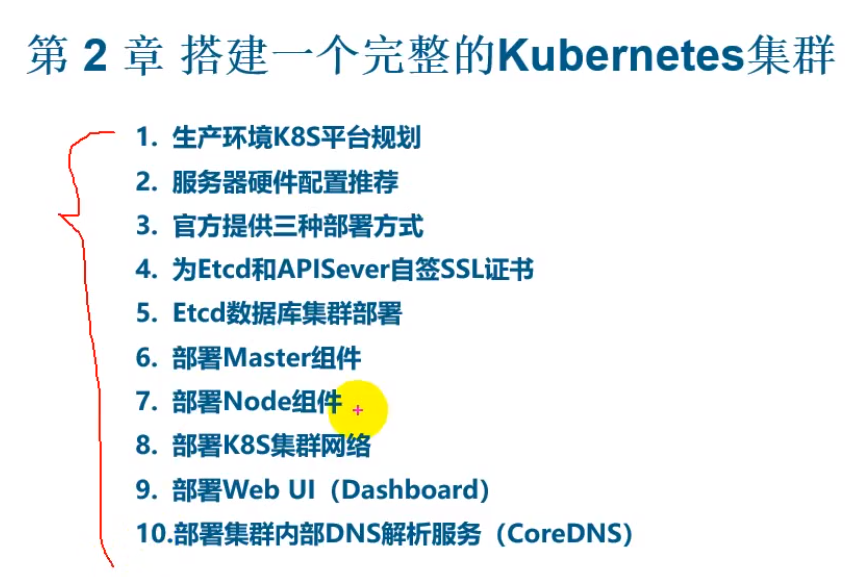 第 2 章 搭建一个完整的Kubernetes集群
1. 生产环境K8S平台规划
2. 服务器硬件配置推荐
3. 官方提供三种部署方式
4. 为Etcd和APISever自签SSL证书
5. Etcd数据库集群部署
6. 部署Master组件
7. 部署Node组件
8. 部署K8S集群网络
9. 部署Web UI（Dashboard）
10.部署集群内部DNS解析服务（CoreDNS）